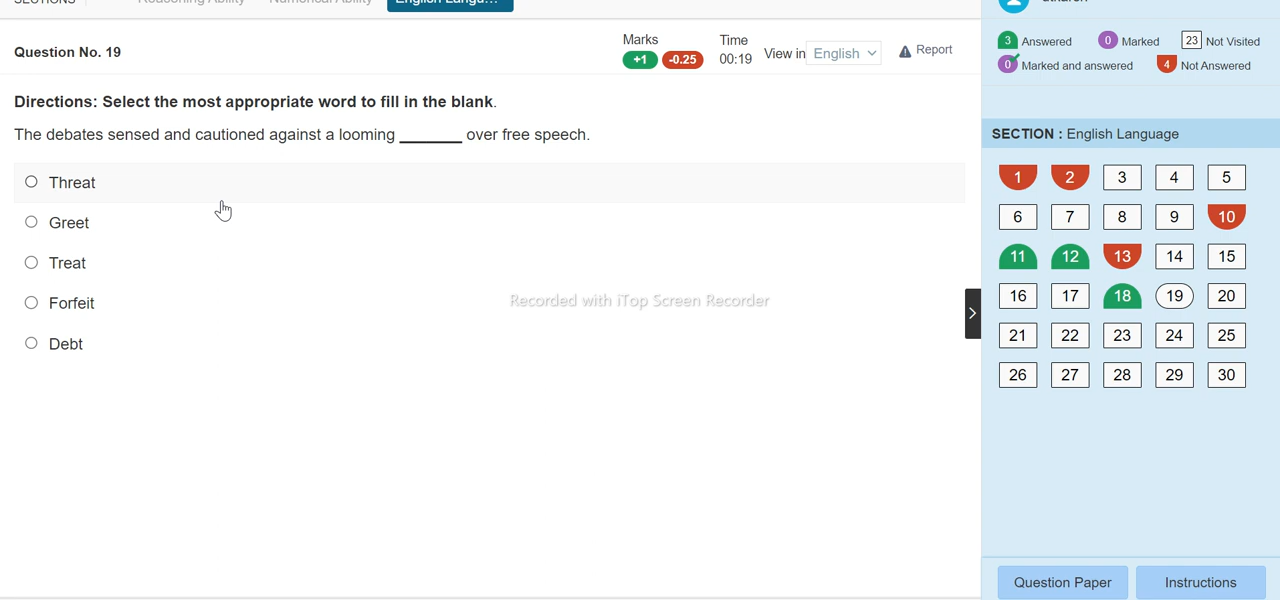 SECTIONS Reasoning Ability Numerical Ability English Langu...
Question No. 19
Marks
+1 -0.25
Time
00:19
View in English
Report
Directions: Select the most appropriate word to fill in the blank.
The debates sensed and cautioned against a looming ________ over free speech.
Threat
Greet
Treat
Forfeit
Debt
Recorded with iTop Screen Recorder
3 Answered 0 Marked 23 Not Visited
0 Marked and answered 4 Not Answered
SECTION : English Language
1 2 3 4 5
6 7 8 9 10
11 12 13 14 15
16 17 18 19 20
21 22 23 24 25
26 27 28 29 30
Question Paper Instructions